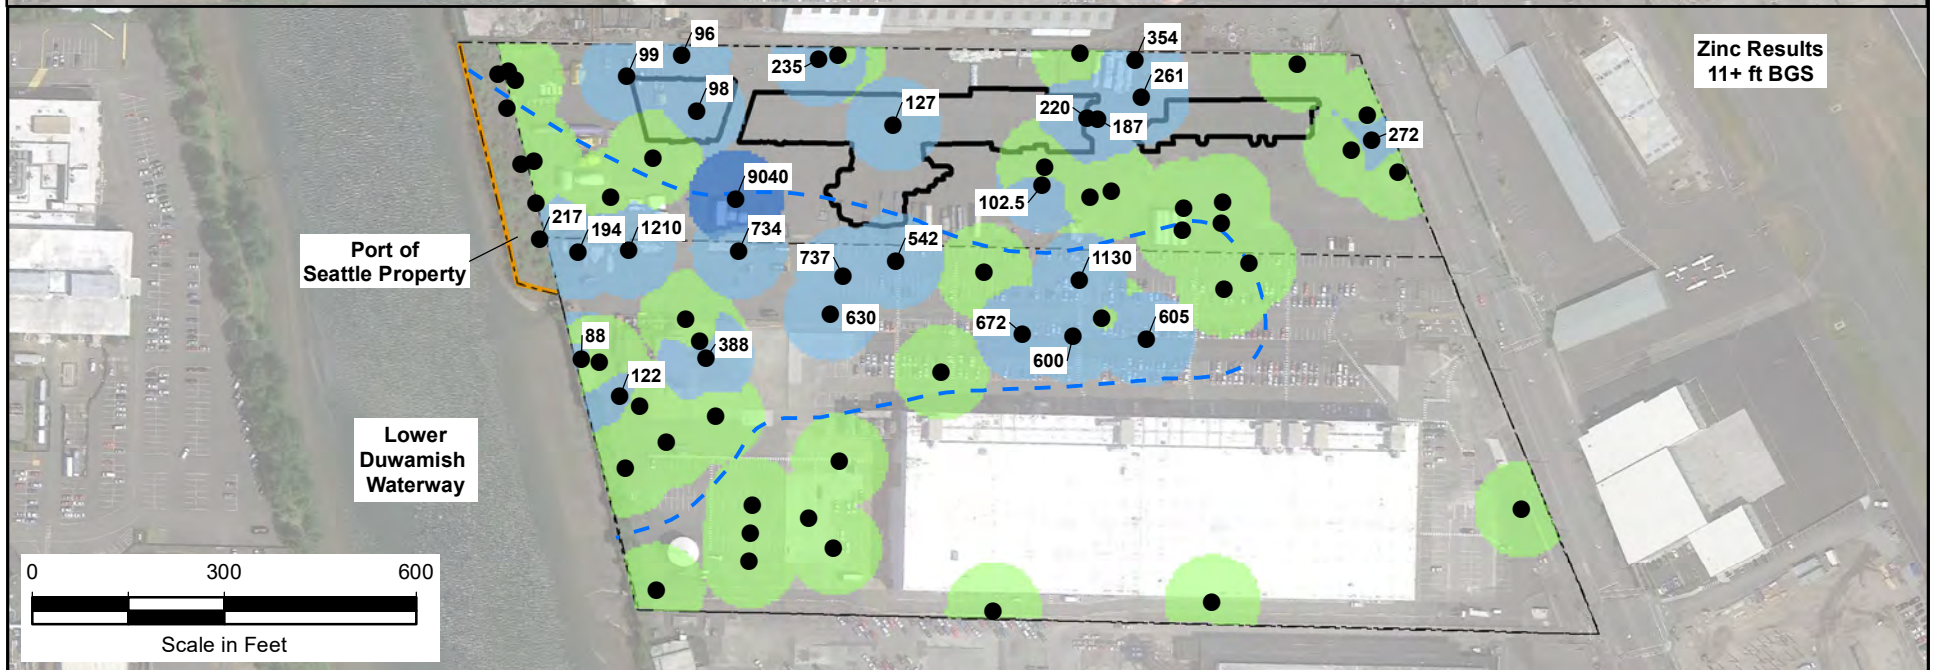 Zinc Results
11+ ft BGS
96
99
98
235
127
354
261
220
187
272
9040
102.5
217
194
1210
734
542
737
1130
630
672
605
600
88
388
122
Port of
Seattle Property
Lower
Duwamish
Waterway
0 300 600
Scale in Feet